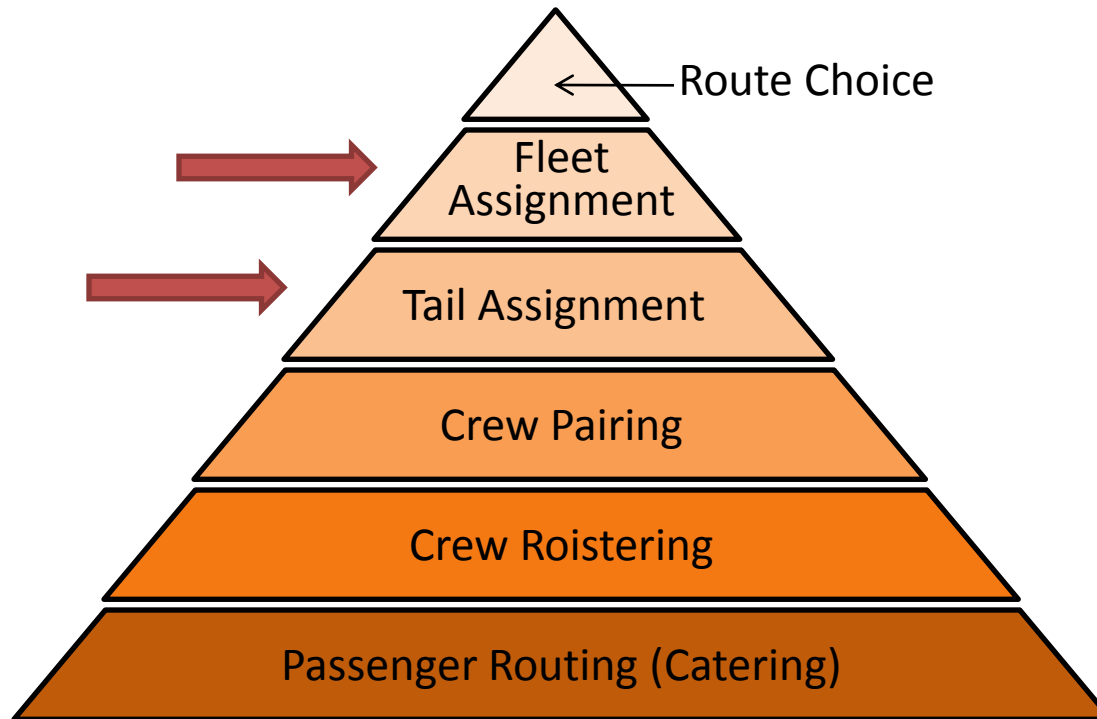 Route Choice
Fleet
Assignment
Tail Assignment
Crew Pairing
Crew Roistering
Passenger Routing (Catering)